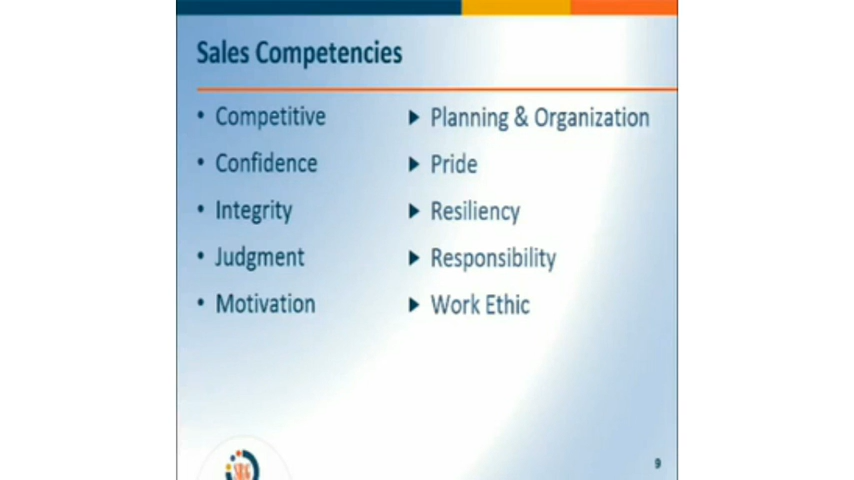 Sales Competencies
• Competitive
• Confidence
• Integrity
• Judgment
• Motivation
▶ Planning & Organization
▶ Pride
▶ Resiliency
▶ Responsibility
▶ Work Ethic
9